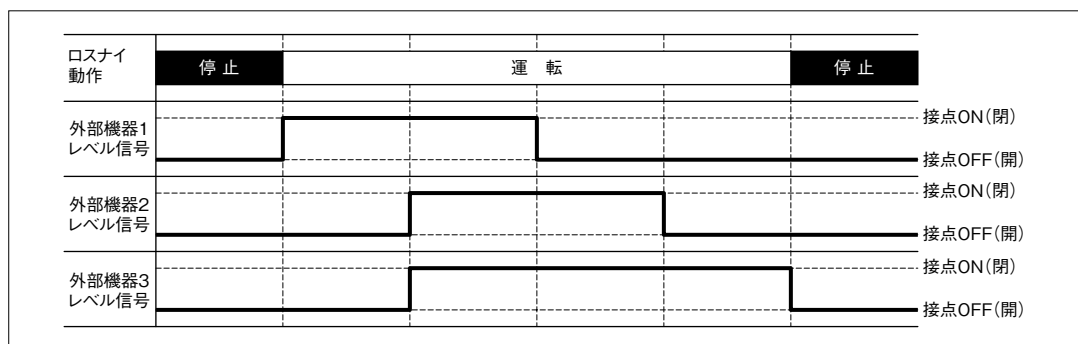 ロスナイ
動作
停 止
運 転
停 止
外部機器1
レベル信号
接点ON（閉）
接点OFF（開）
外部機器2
レベル信号
接点ON（閉）
接点OFF（開）
外部機器3
レベル信号
接点ON（閉）
接点OFF（開）